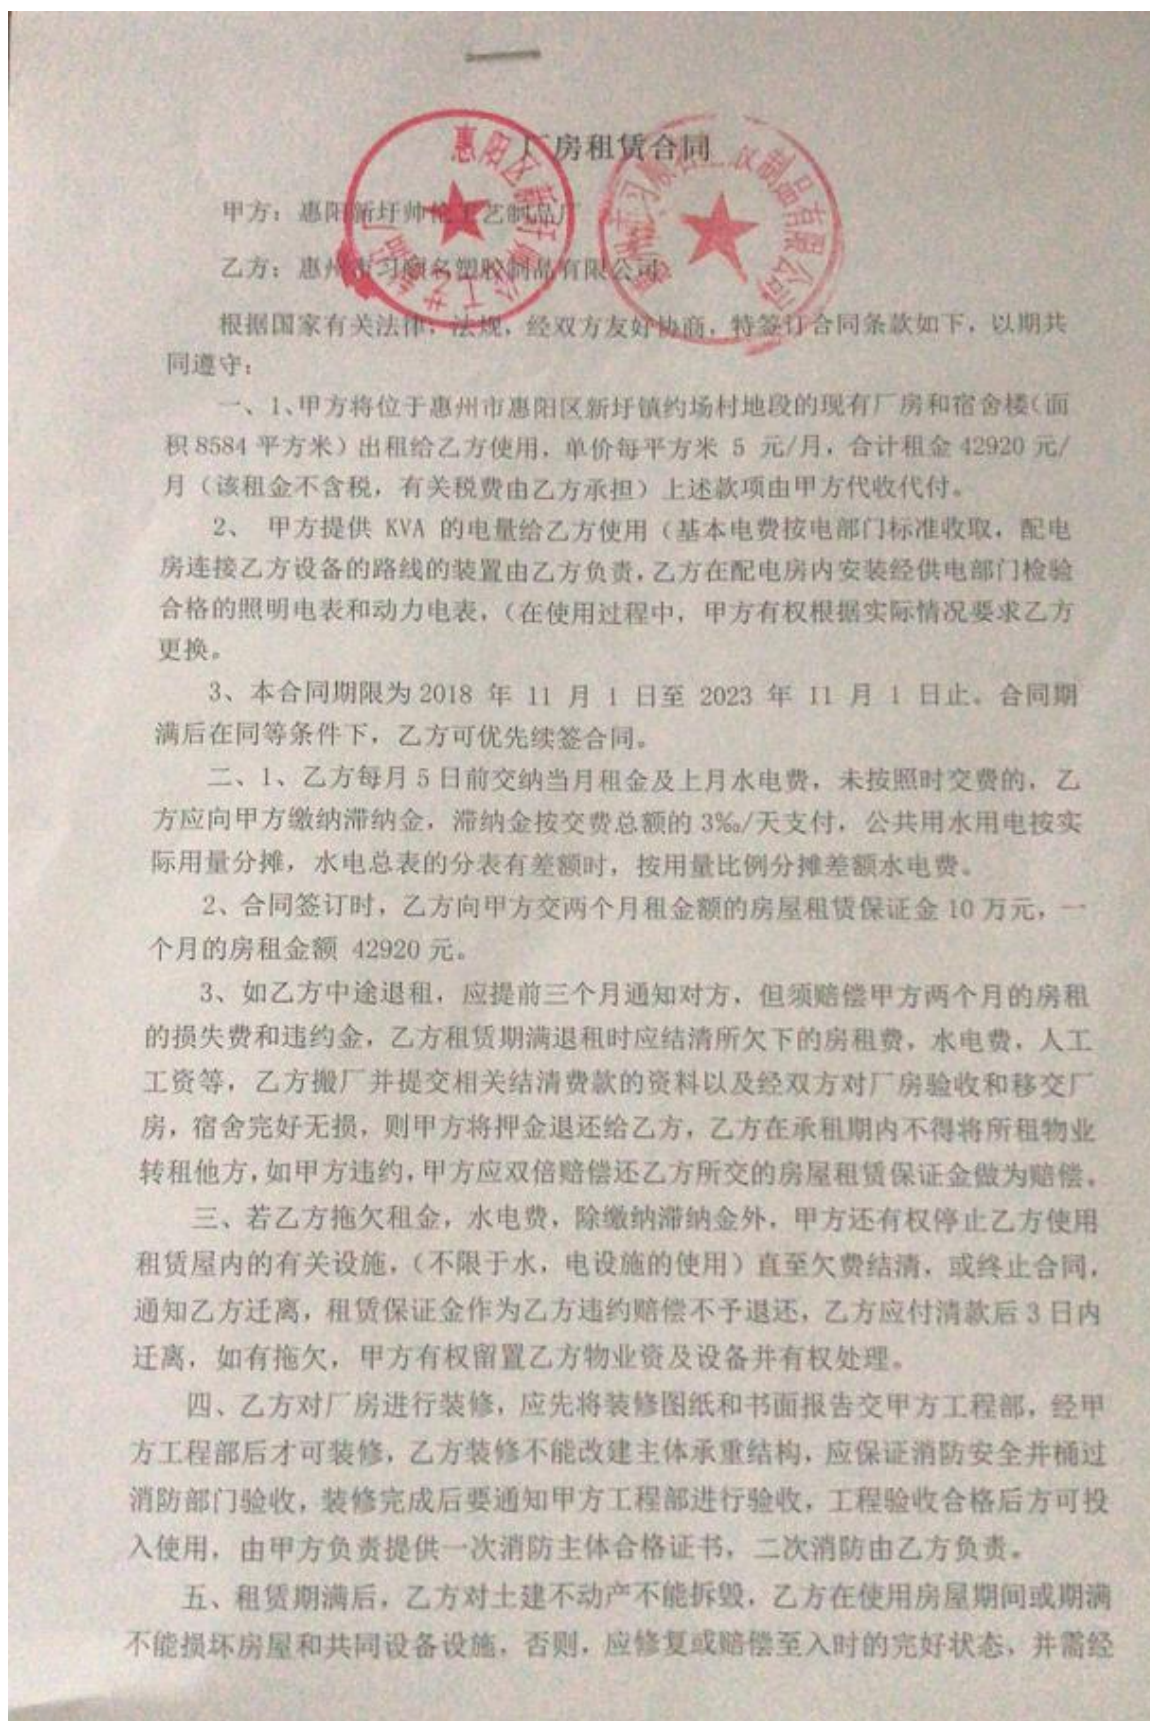 厂房租赁合同
甲方：惠阳新圩帅伦工艺制品厂
乙方：惠州市习顺名塑胶制品有限公司
根据国家有关法律，法规，经双方友好协商，特签订合同条款如下，以期共
同遵守：
一、1、甲方将位于惠州市惠阳区新圩镇约场村地段的现有厂房和宿舍楼（面
积8584平方米）出租给乙方使用，单价每平方米 5 元/月，合计租金42920元/
月（该租金不含税，有关税费由乙方承担）上述款项由甲方代收代付。
2、 甲方提供 KVA 的电量给乙方使用（基本电费按电部门标准收取，配电
房连接乙方设备的路线的装置由乙方负责，乙方在配电房内安装经供电部门检验
合格的照明电表和动力电表，（在使用过程中，甲方有权根据实际情况要求乙方
更换。
3、本合同期限为2018 年 11 月 1 日至 2023 年 11 月 1 日止。合同期
满后在同等条件下，乙方可优先续签合同。
二、1、乙方每月5日前交纳当月租金及上月水电费，未按照时交费的，乙
方应向甲方缴纳滞纳金，滞纳金按交费总额的3‰/天支付，公共用水用电按实
际用量分摊，水电总表的分表有差额时，按用量比例分摊差额水电费。
2、合同签订时，乙方向甲方交两个月租金额的房屋租赁保证金10万元，一
个月的房租金额 42920元。
3、如乙方中途退租，应提前三个月通知对方，但须赔偿甲方两个月的房租
的损失费和违约金，乙方租赁期满退租时应结清所欠下的房租费，水电费，人工
工资等，乙方搬厂并提交相关结清费款的资料以及经双方对厂房验收和移交厂
房，宿舍完好无损，则甲方将押金退还给乙方，乙方在承租期内不得将所租物业
转租他方，如甲方违约，甲方应双倍赔偿还乙方所交的房屋租赁保证金做为赔偿。
三、若乙方拖欠租金，水电费，除缴纳滞纳金外，甲方还有权停止乙方使用
租赁屋内的有关设施，（不限于水，电设施的使用）直至欠费结清，或终止合同，
通知乙方迁离，租赁保证金作为乙方违约赔偿不予退还，乙方应付清款后3日内
迁离，如有拖欠，甲方有权留置乙方物业资及设备并有权处理。
四、乙方对厂房进行装修，应先将装修图纸和书面报告交甲方工程部，经甲
方工程部后才可装修，乙方装修不能改建主体承重结构，应保证消防安全并桶过
消防部门验收，装修完成后要通知甲方工程部进行验收，工程验收合格后方可投
入使用，由甲方负责提供一次消防主体合格证书，二次消防由乙方负责。
五、租赁期满后，乙方对土建不动产不能拆毁，乙方在使用房屋期间或期满
不能损坏房屋和共同设备设施，否则，应修复或赔偿至入时的完好状态，并需经